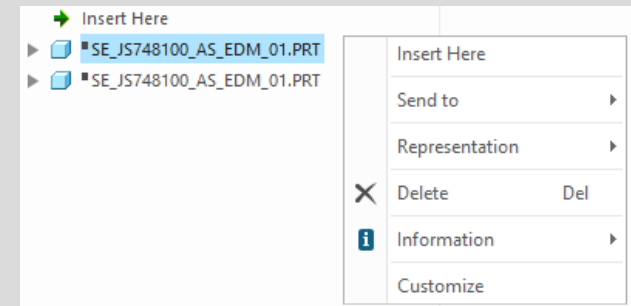 Insert Here
SE_JS748100_AS_EDM_01.PRT
SE_JS748100_AS_EDM_01.PRT
Insert Here
Send to
Representation
Delete Del
Information
Customize